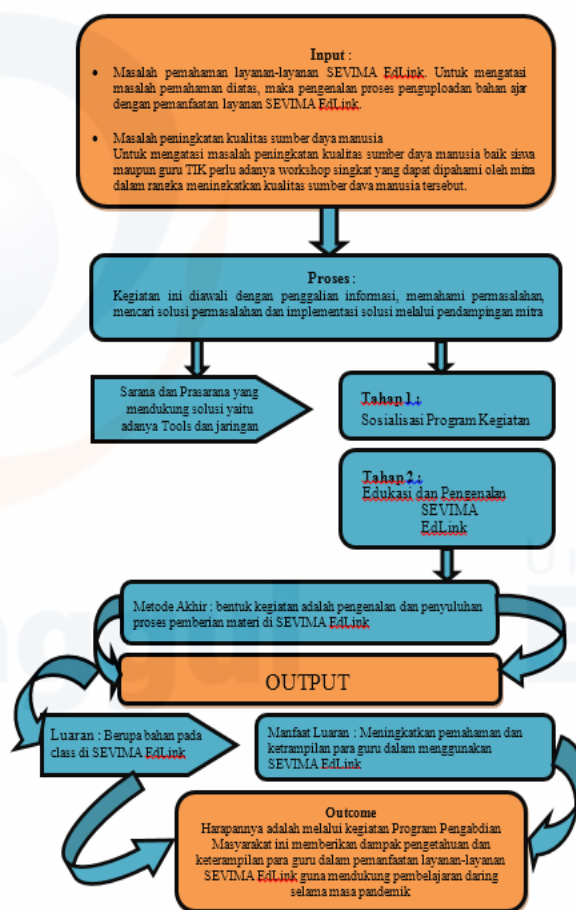 Input :
• Masalah pemahaman layanan-layanan SEVIMA EdLink. Untuk mengatasi
masalah pemahaman diatas, maka pengenalan proses penguploadan bahan ajar
dengan pemanfaatan layanan SEVIMA EdLink.
• Masalah peningkatan kualitas sumber daya manusia
Untuk mengatasi masalah peningkatan kualitas sumber daya manusia baik siswa
maupun guru TIK perlu adanya workshop singkat yang dapat dipahami oleh mitra
dalam rangka meningkatkan kualitas sumber daya manusia tersebut.
Proses :
Kegiatan ini diawali dengan penggalian informasi, memahami permasalahan,
mencari solusi permasalahan dan implementasi solusi melalui pendampingan mitra
Sarana dan Prasarana yang
mendukung solusi yaitu
adanya Tools dan jaringan
Tahap 1 :
Sosialisasi Program Kegiatan
Tahap 2 :
Edukasi dan Pengenalan
SEVIMA
EdLink
Metode Akhir : bentuk kegiatan adalah pengenalan dan penyuluhan
proses pemberian materi di SEVIMA EdLink
OUTPUT
Luaran : Berupa bahan pada
class di SEVIMA EdLink
Manfaat Luaran : Meningkatkan pemahaman dan
ketrampilan para guru dalam menggunakan
SEVIMA EdLink
Outcome
Harapannya adalah melalui kegiatan Program Pengabdian
Masyarakat ini memberikan dampak pengetahuan dan
keterampilan para guru dalam pemanfaatan layanan-layanan
SEVIMA EdLink guna mendukung pembelajaran daring
selama masa pandemik